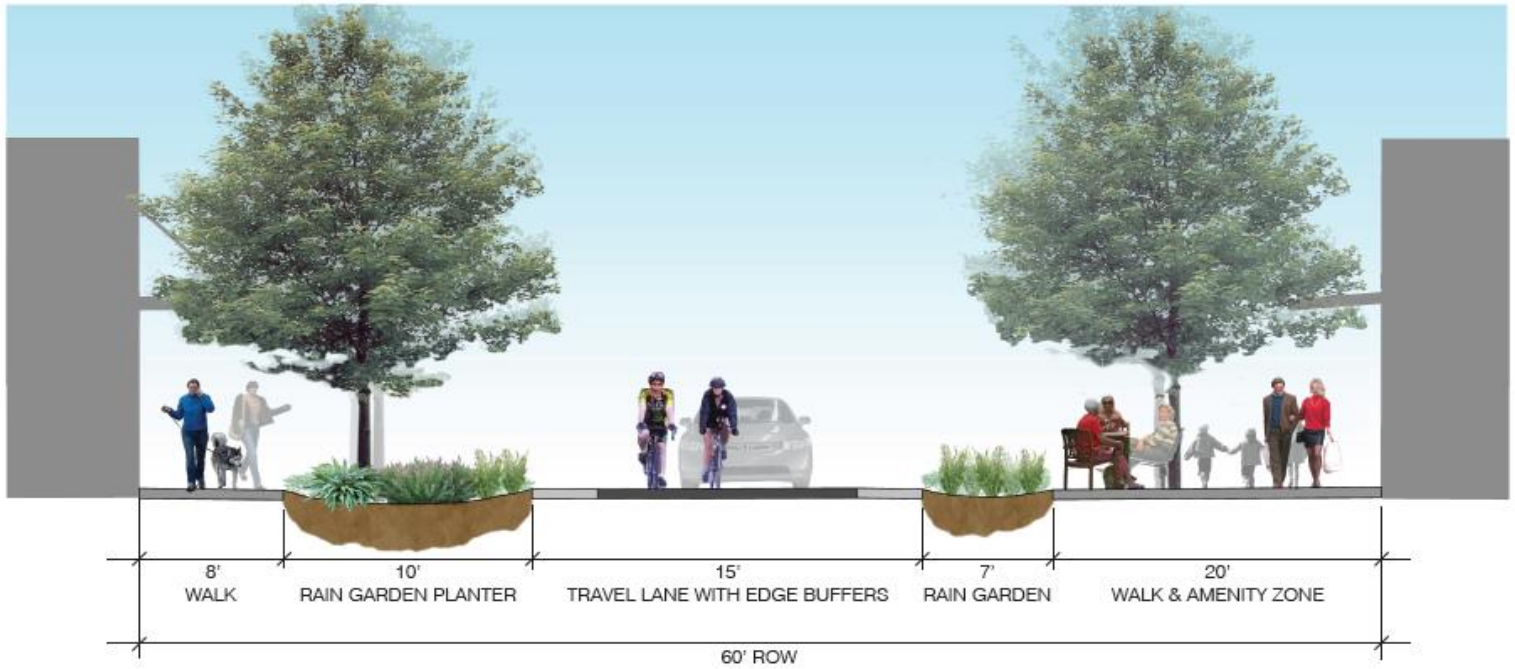 8'
WALK
10'
RAIN GARDEN PLANTER
15'
TRAVEL LANE WITH EDGE BUFFERS
7'
RAIN GARDEN
20'
WALK & AMENITY ZONE
60' ROW